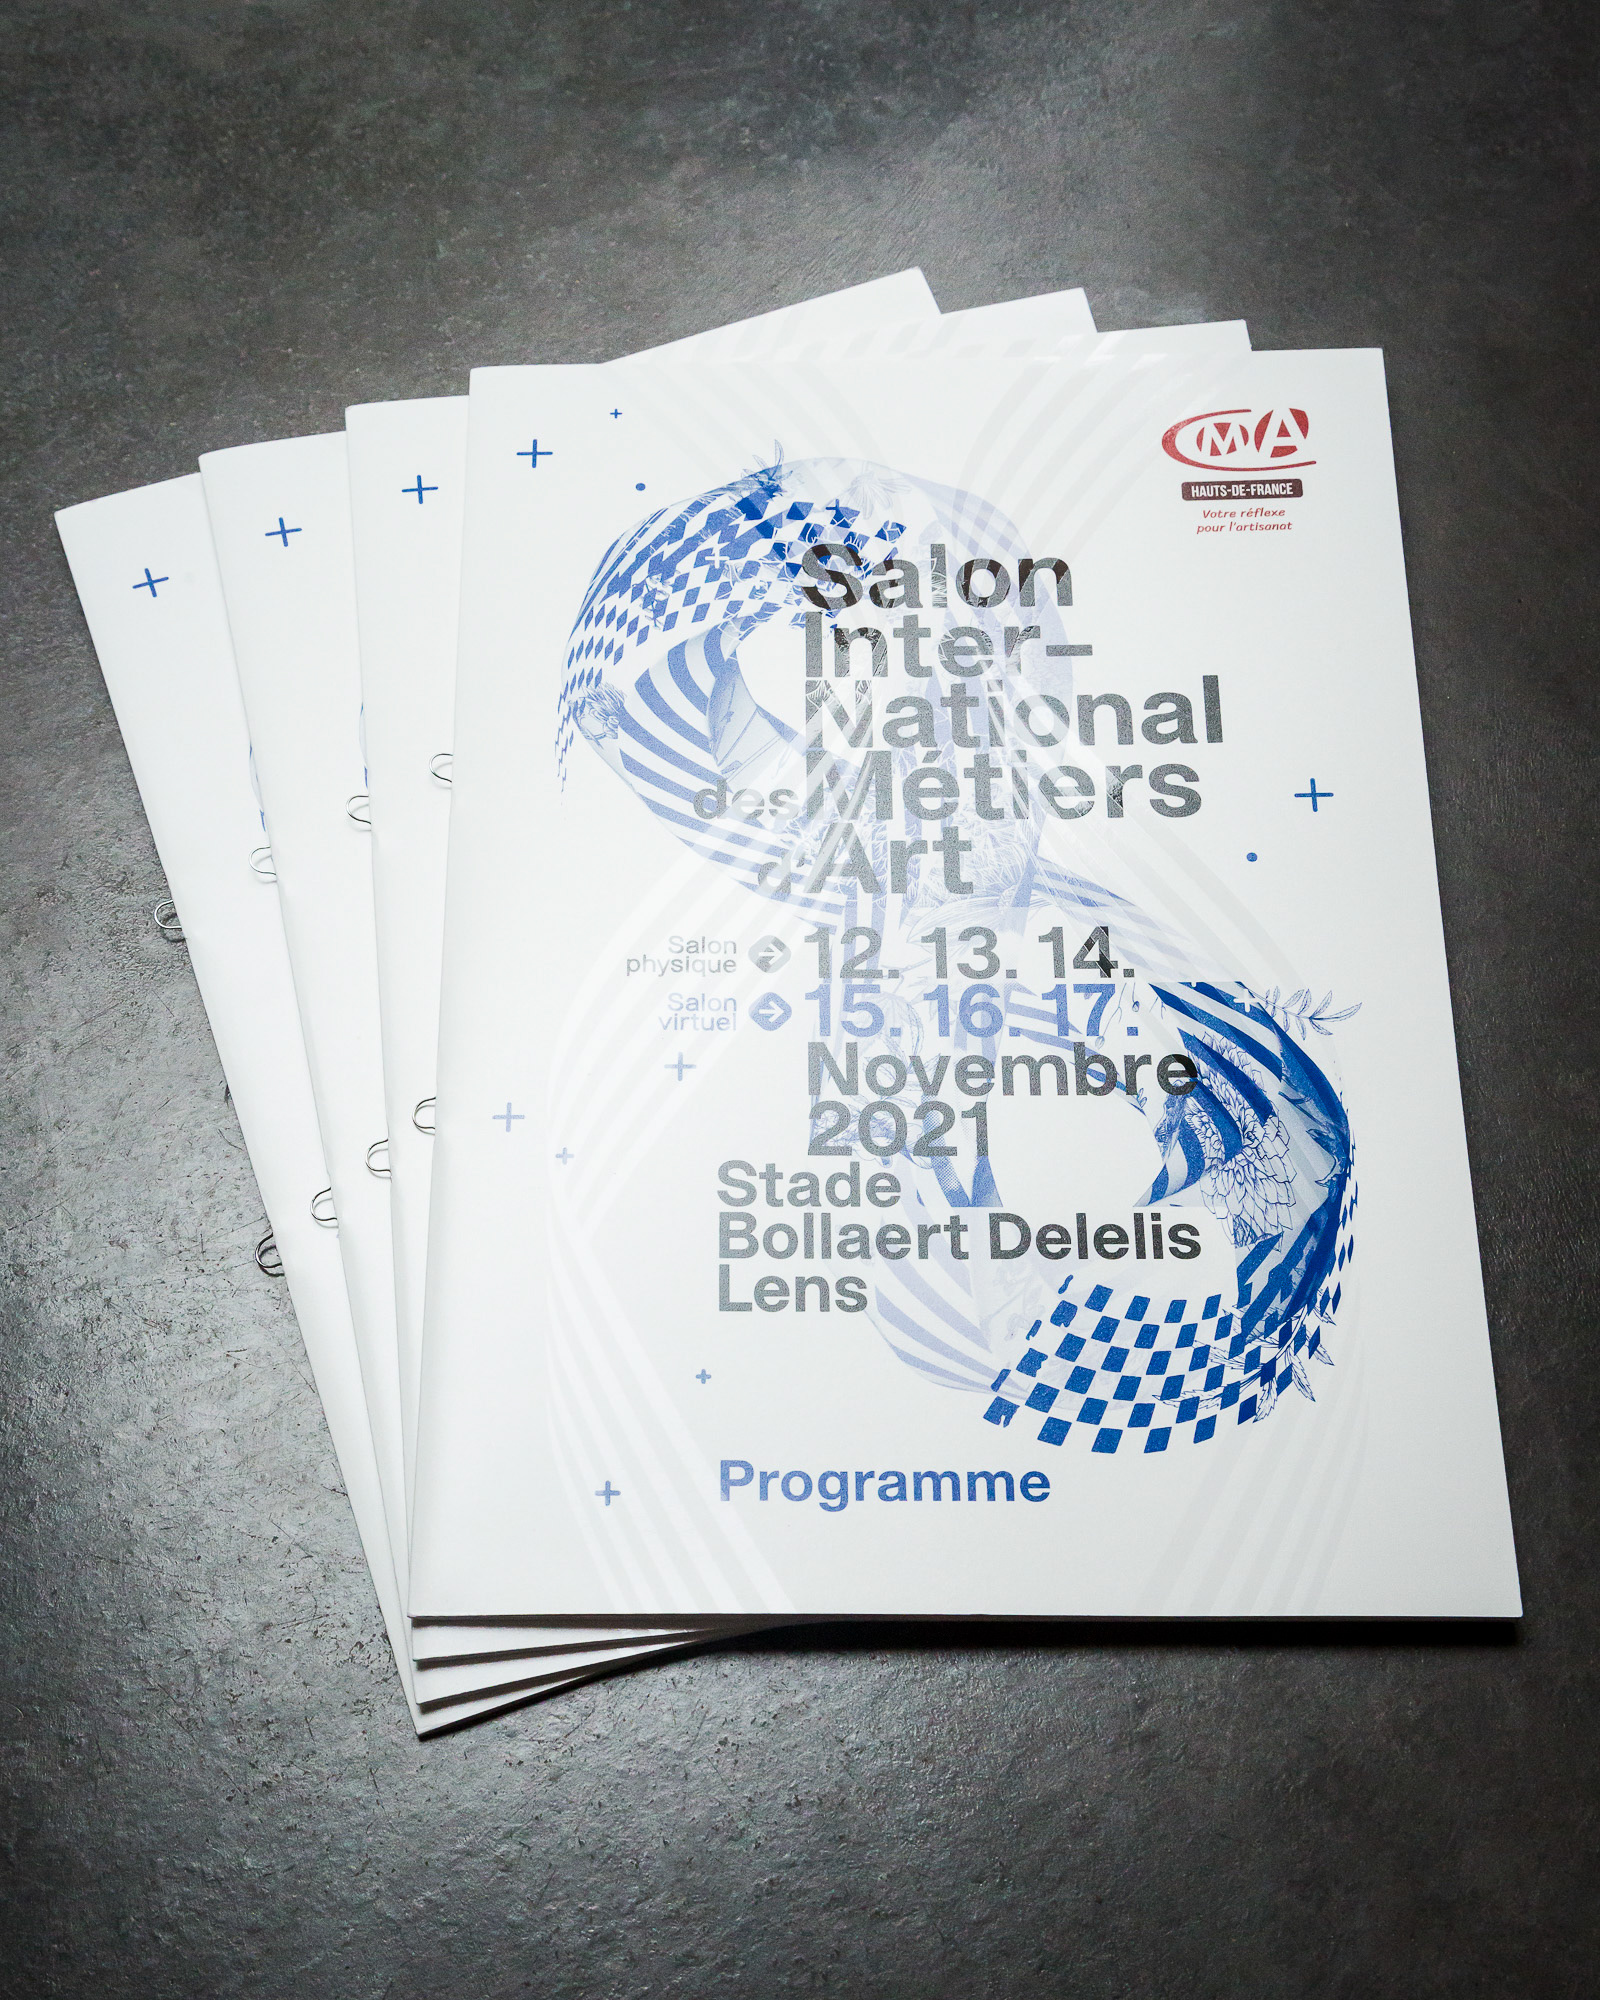 CMA
HAUTS-DE-FRANCE
Votre réflexe
pour l'artisanat
Salon
Inter-
National
des Métiers
d'Art
Salon
physique
12. 13. 14.
Salon
virtuel
15. 16. 17.
Novembre
2021
Stade
Bollaert Delelis
Lens
Programme